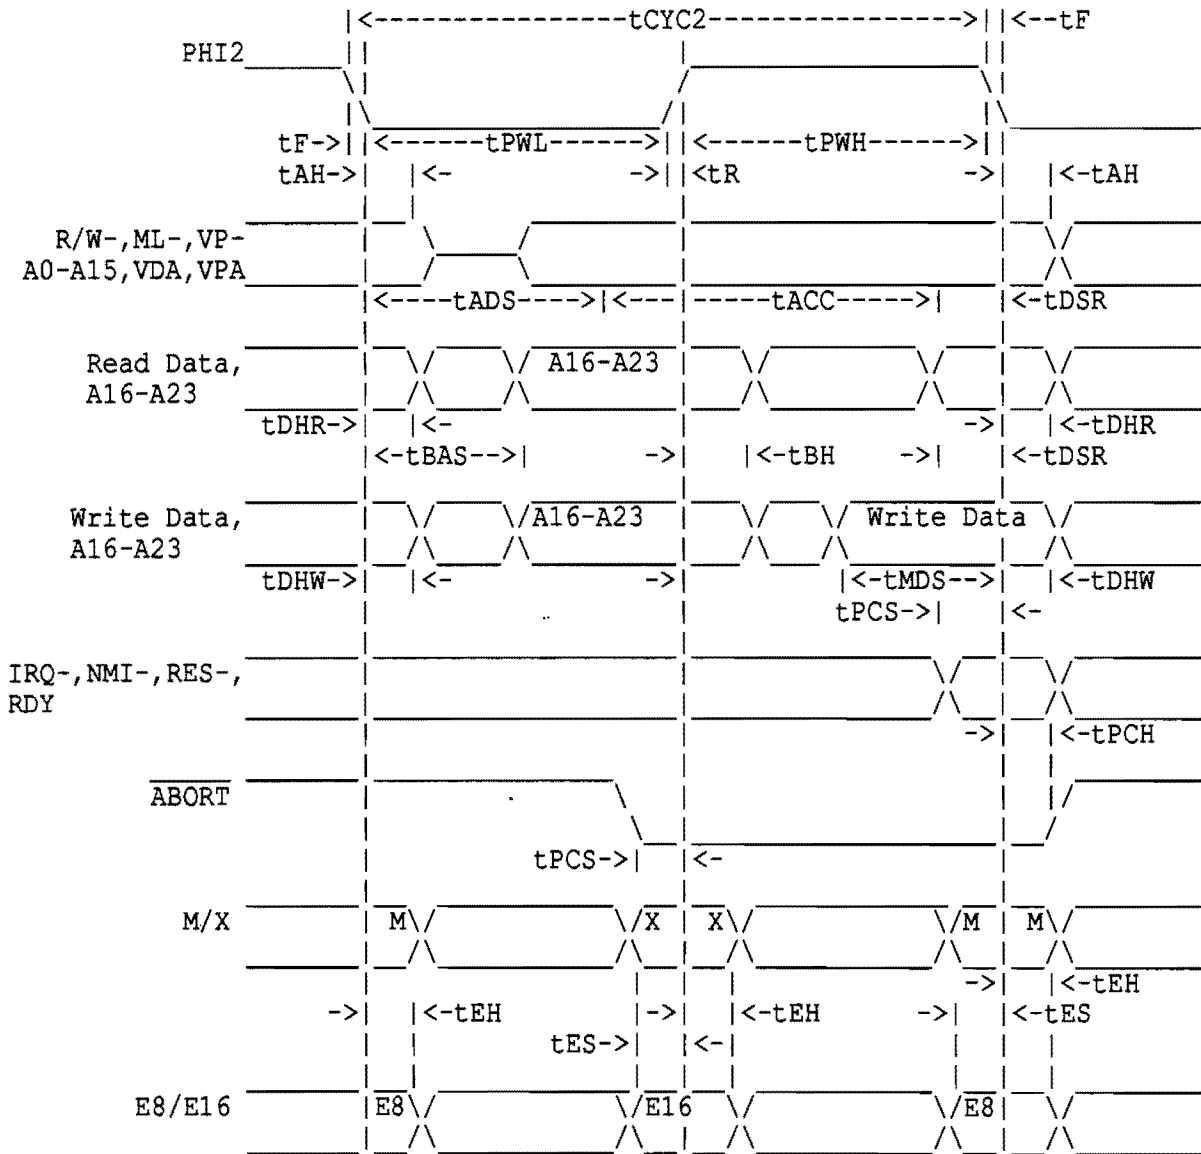 |<----------------tCYC2----------------->||<--tF
PHI2
tF->| |<------tPWL------>| |<------tPWH------>|
tAH->| |<- ->||<tR ->| |<-tAH
R/W-,ML-,VP-
A0-A15,VDA,VPA
|<----tADS---->|<-- ------tACC-----| |<-tDSR
Read Data, A16-A23
A16-A23
tDHR->| |<- ->| |<-tDHR
|<-tBAS-->| ->| |<-tBH ->| |<-tDSR
Write Data, A16-A23 Write Data
A16-A23
tDHW->| |<- ->| |<-tMDS-->| |<-tDHW
tPCS->| |<-
IRQ-,NMI-,RES-,
RDY
->| |<-tPCH
ABORT
tPCS->| |<-
M/X M X X M M
->| |<-tEH
->| |<-tEH |->| |<-tEH ->| |<-tES
tES->| |<-|
E8/E16 E8 E16 E8